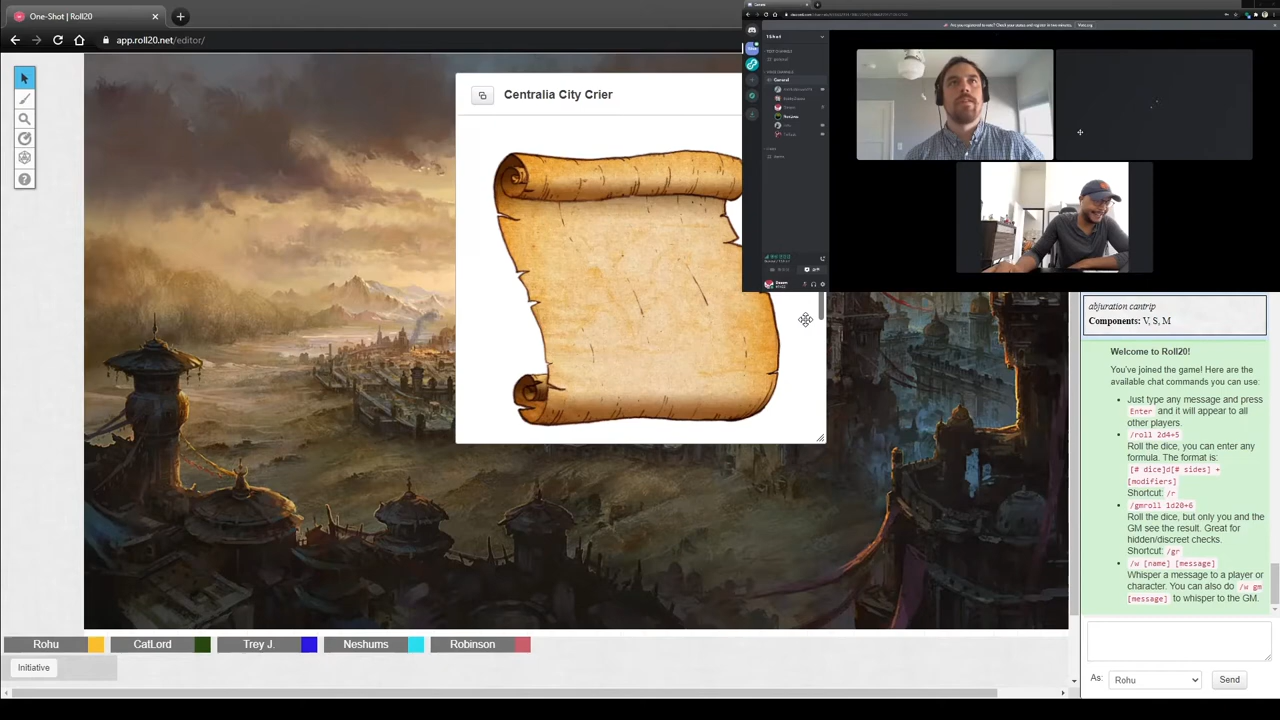 One-Shot | Roll20
app.roll20.net/editor/
Centralia City Crier
General
abjuration cantrip
Components: V, S, M
Welcome to Roll20!
You've joined the game! Here are the
available chat commands you can use:
Just type any message and press
Enter and it will appear to all
other players.
/roll 2d4+5
Roll the dice, you can enter any
formula. The format is:
[# dice]d[# sides] +
[modifiers]
Shortcut: /r
/gmroll 1d20+6
Roll the dice, but only you and the
GM see the result. Great for
hidden/discreet checks.
Shortcut: /gr
/w [name] [message]
Whisper a message to a player or
character. You can also do /w gm
[message] to whisper to the GM.
Rohu
CatLord
Trey J.
Neshums
Robinson
Initiative
As:
Rohu
Send